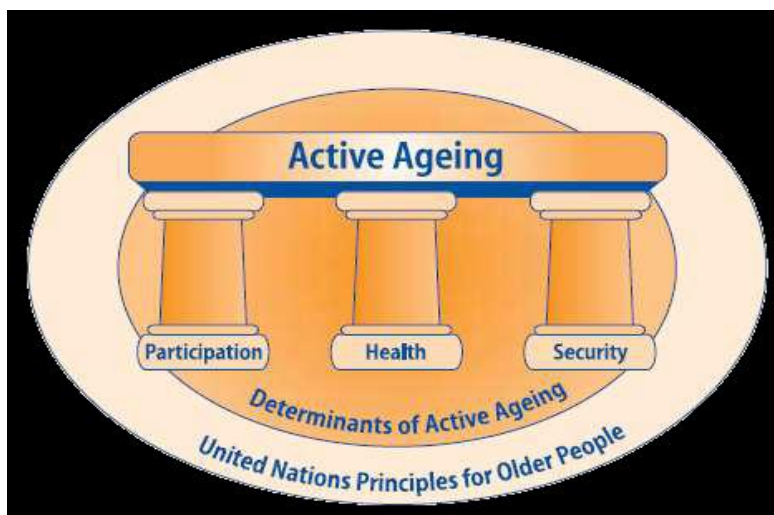 Active Ageing
Participation
Health
Security
Determinants of Active Ageing
United Nations Principles for Older People